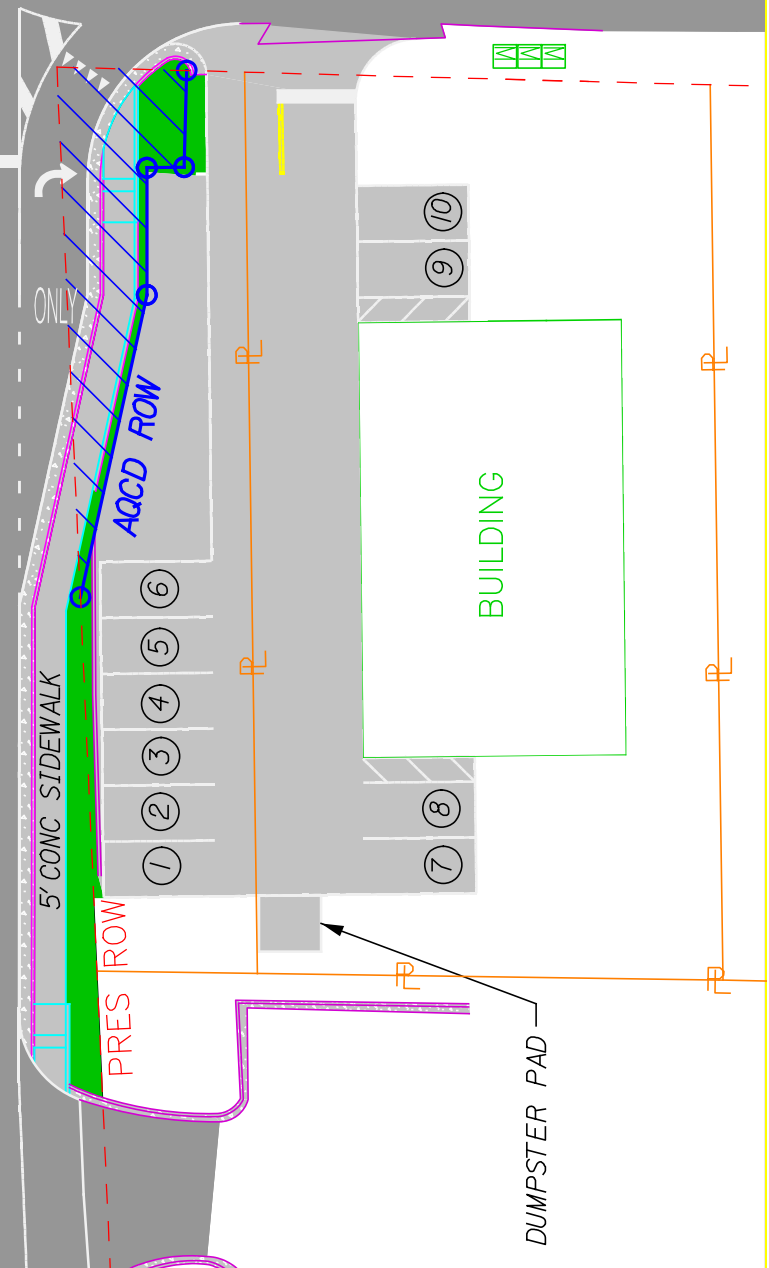 M M M
ONLY
10
9
PL
PL
AQCD ROW
BUILDING
6
5
PL
PL
4
3
2
1
5' CONC SIDEWALK
8
7
PRES ROW
PL
PL
DUMPSTER PAD